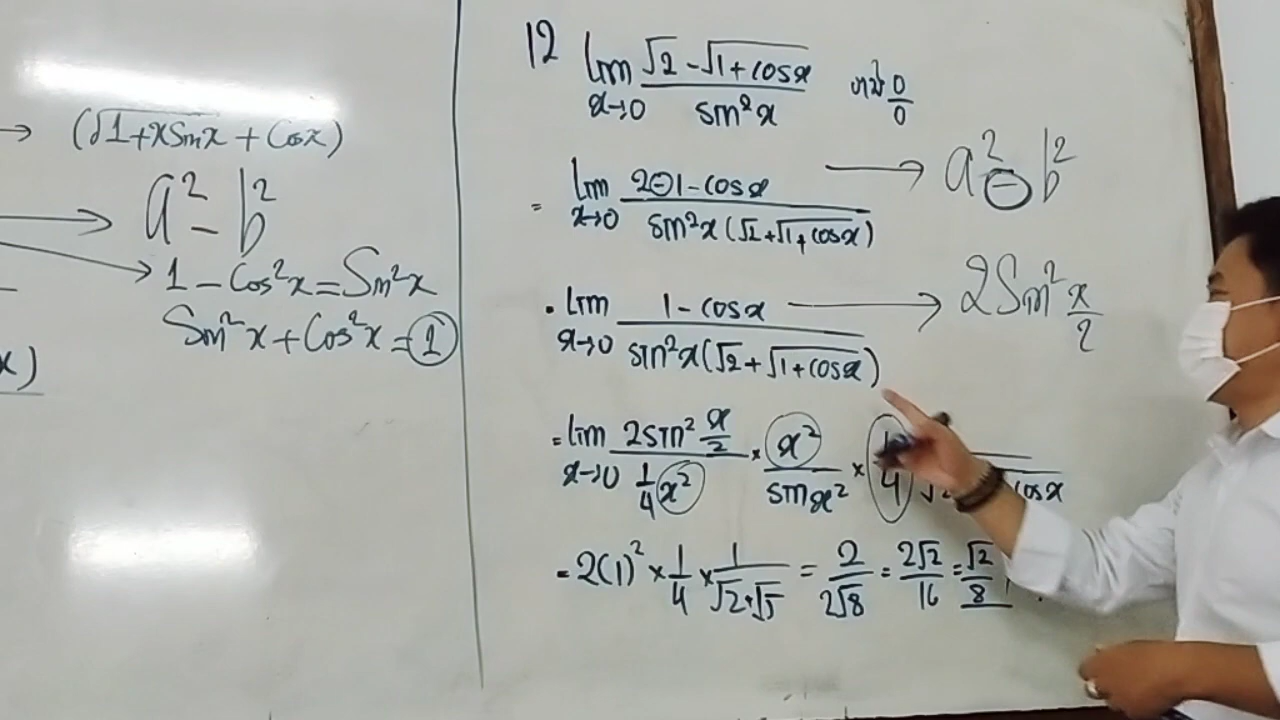 → (√1+xSinx + Cosx)
a² - b²
1 - Cos²x = Sin²x
Sin²x + Cos²x = 1
x)
12 lim x→0 √2 - √1+cosx / sin²x រាង 0/0
= lim x→0 2-1-cosx / sin²x(√2+√1+cosx) → a² - b²
. lim x→0 1-cosx / sin²x(√2+√1+cosx) → 2Sin² x/2
= lim x→0 2sin² x/2 / 1/4 x² × x² / sinx² × 4 cosx
= 2(1)² × 1/4 × 1/ = 2/2√8 = 2√2/16 = √2/8